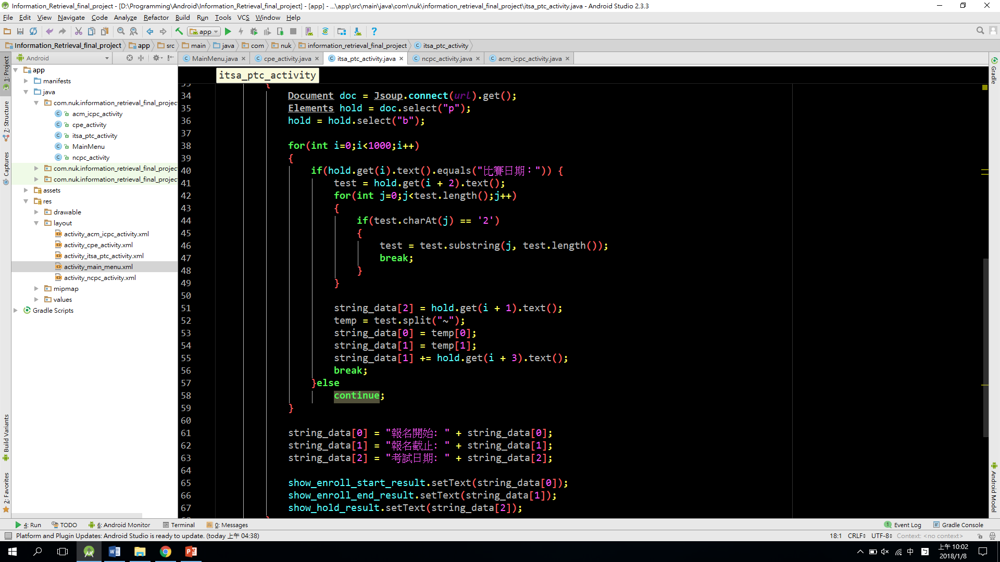 Information_Retrieval_final_project - [D:\Programming\Android\Information_Retrieval_final_project] - [app] - ...\app\src\main\java\com\nuk\information_retrieval_final_project\itsa_ptc_activity.java - Android Studio 2.3.3
File Edit View Navigate Code Analyze Refactor Build Run Tools VCS Window Help
app
Information_Retrieval_final_project app src main java com nuk information_retrieval_final_project itsa_ptc_activity
Android
MainMenu.java cpe_activity.java itsa_ptc_activity.java ncpc_activity.java acm_icpc_activity.java
1: Project
7: Structure
Captures
Build Variants
2: Favorites
app
manifests
java
com.nuk.information_retrieval_final_projec
acm_icpc_activity
cpe_activity
itsa_ptc_activity
MainMenu
ncpc_activity
com.nuk.information_retrieval_final_projec
com.nuk.information_retrieval_final_projec
assets
res
drawable
layout
activity_acm_icpc_activity.xml
activity_cpe_activity.xml
activity_itsa_ptc_activity.xml
activity_main_menu.xml
activity_ncpc_activity.xml
mipmap
values
Gradle Scripts
itsa_ptc_activity
{
34 Document doc = Jsoup.connect(url).get();
35 Elements hold = doc.select("p");
36 hold = hold.select("b");
37
38 for(int i=0;i<1000;i++)
39 {
40 if(hold.get(i).text().equals("比賽日期：")) {
41 test = hold.get(i + 2).text();
42 for(int j=0;j<test.length();j++)
43 {
44 if(test.charAt(j) == '2')
45 {
46 test = test.substring(j, test.length());
47 break;
48 }
49 }
50
51 string_data[2] = hold.get(i + 1).text();
52 temp = test.split("~");
53 string_data[0] = temp[0];
54 string_data[1] = temp[1];
55 string_data[1] += hold.get(i + 3).text();
56 break;
57 }else
58 continue;
59 }
60
61 string_data[0] = "報名開始: " + string_data[0];
62 string_data[1] = "報名截止: " + string_data[1];
63 string_data[2] = "考試日期: " + string_data[2];
64
65 show_enroll_start_result.setText(string_data[0]);
66 show_enroll_end_result.setText(string_data[1]);
67 show_hold_result.setText(string_data[2]);
Gradle
Android Model
4: Run TODO 6: Android Monitor Terminal 0: Messages 1 Event Log Gradle Console
Platform and Plugin Updates: Android Studio is ready to update. (today 上午 04:38) 18:1 CRLF UTF-8 Context: <no context>
中
上午 10:02
2018/1/8